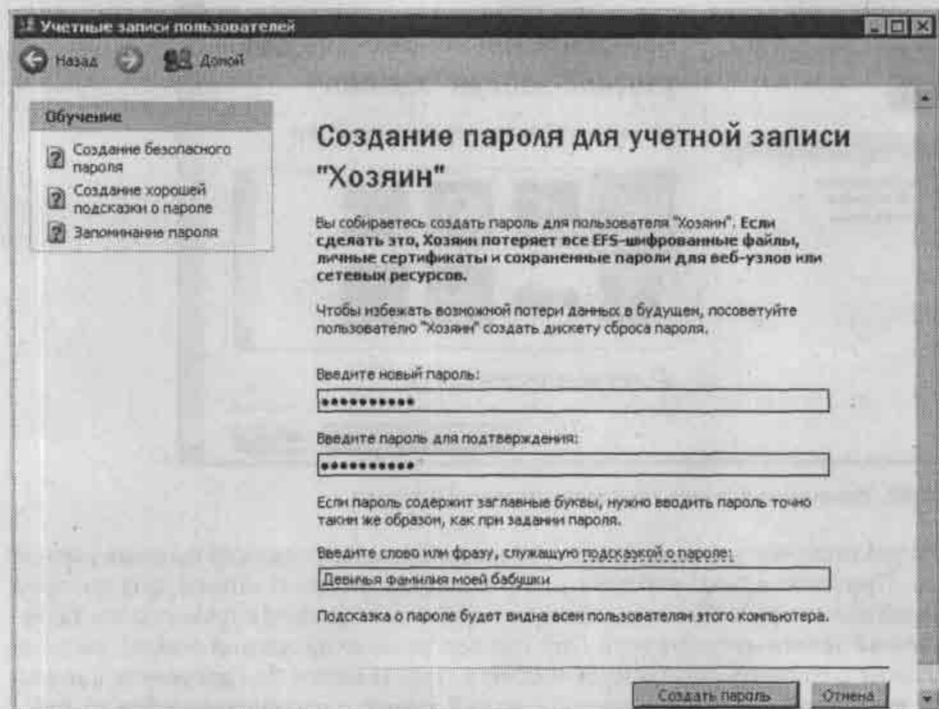 Учетные записи пользователей
Назад
Домой
Обучение
Создание безопасного
пароля
Создание хорошей
подсказки о пароле
Запоминание пароля
Создание пароля для учетной записи
"Хозяин"
Вы собираетесь создать пароль для пользователя "Хозяин". Если
сделать это, Хозяин потеряет все EFS-шифрованные файлы,
личные сертификаты и сохраненные пароли для веб-узлов или
сетевых ресурсов.
Чтобы избежать возможной потери данных в будущем, посоветуйте
пользователю "Хозяин" создать дискету сброса пароля.
Введите новый пароль:
••••••••••
Введите пароль для подтверждения:
••••••••••
Если пароль содержит заглавные буквы, нужно вводить пароль точно
таким же образом, как при задании пароля.
Введите слово или фразу, служащую подсказкой о пароле:
Девичья фамилия моей бабушки
Подсказка о пароле будет видна всем пользователям этого компьютера.
Создать пароль
Отмена